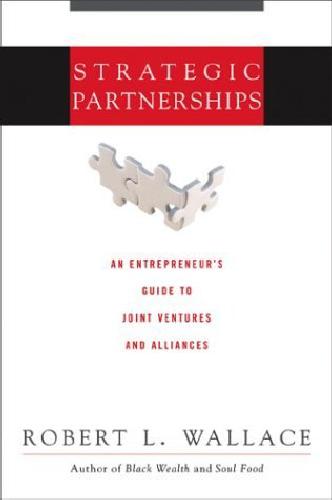 STRATEGIC
PARTNERSHIPS
AN ENTREPRENEUR'S
GUIDE TO
JOINT VENTURES
AND ALLIANCES
ROBERT L. WALLACE
Author of Black Wealth and Soul Food